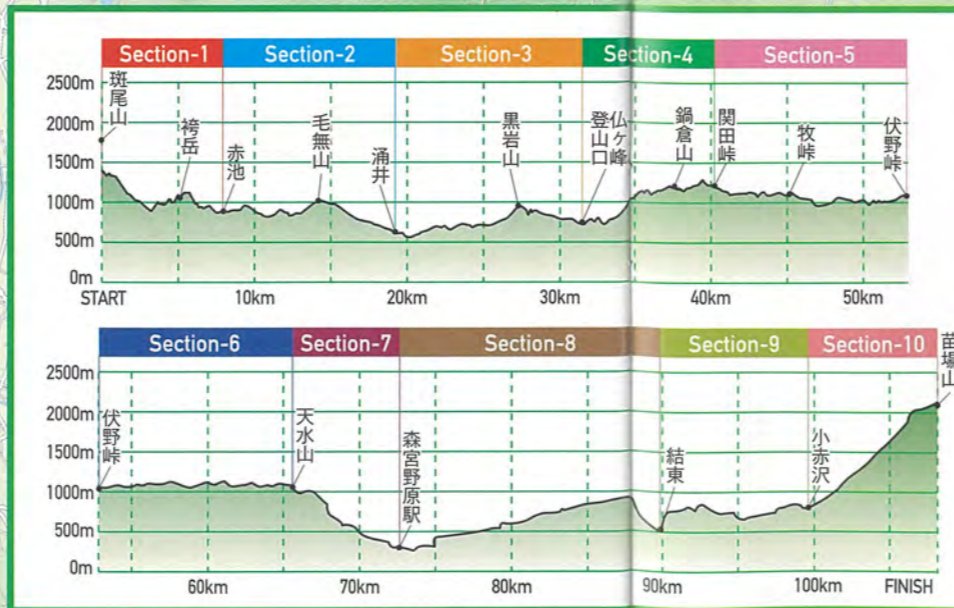 Section-1
Section-2
Section-3
Section-4
Section-5
2500m
2000m
1500m
1000m
500m
0m
斑尾山
袴岳
赤池
毛無山
涌井
黒岩山
仏ヶ峰
登山口
鍋倉山
関田峠
牧峠
伏野峠
START
10km
20km
30km
40km
50km
Section-6
Section-7
Section-8
Section-9
Section-10
2500m
2000m
1500m
1000m
500m
0m
伏野峠
天水山
森宮野原駅
結東
小赤沢
苗場山
60km
70km
80km
90km
100km
FINISH